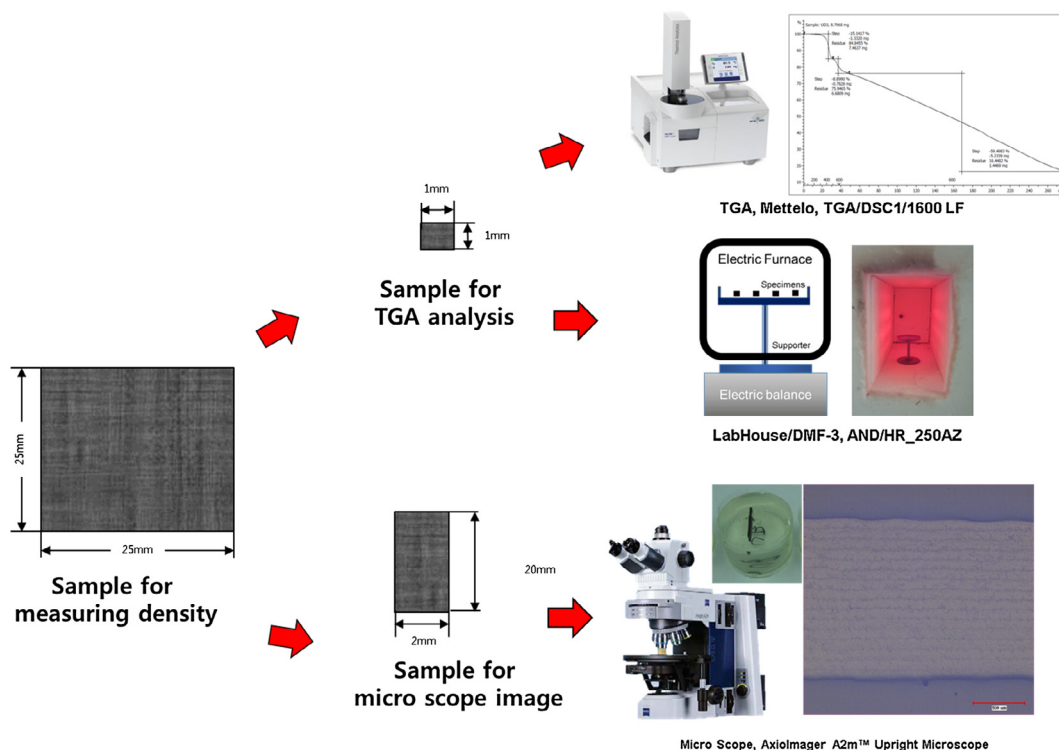 TGA, Mettelo, TGA/DSC1/1600 LF
1mm
1mm
Sample for
TGA analysis
Electric Furnace
Specimens
Supporter
Electric balance
LabHouse/DMF-3, AND/HR_250AZ
25mm
25mm
Sample for
measuring density
20mm
2mm
Sample for
micro scope image
Micro Scope, AxioImager A2m™ Upright Microscope